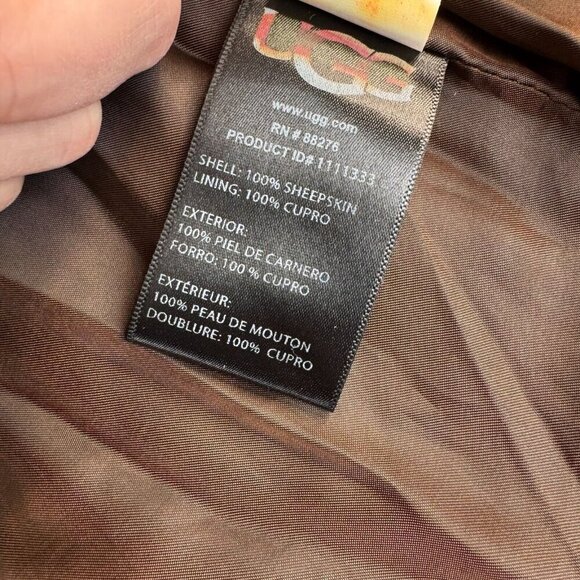 UGG
www.ugg.com
RN # 88276
PRODUCT ID# 1111333
SHELL: 100% SHEEPSKIN
LINING: 100% CUPRO
EXTERIOR:
100% PIEL DE CARNERO
FORRO: 100 % CUPRO
EXTÉRIEUR:
100% PEAU DE MOUTON
DOUBLURE: 100% CUPRO